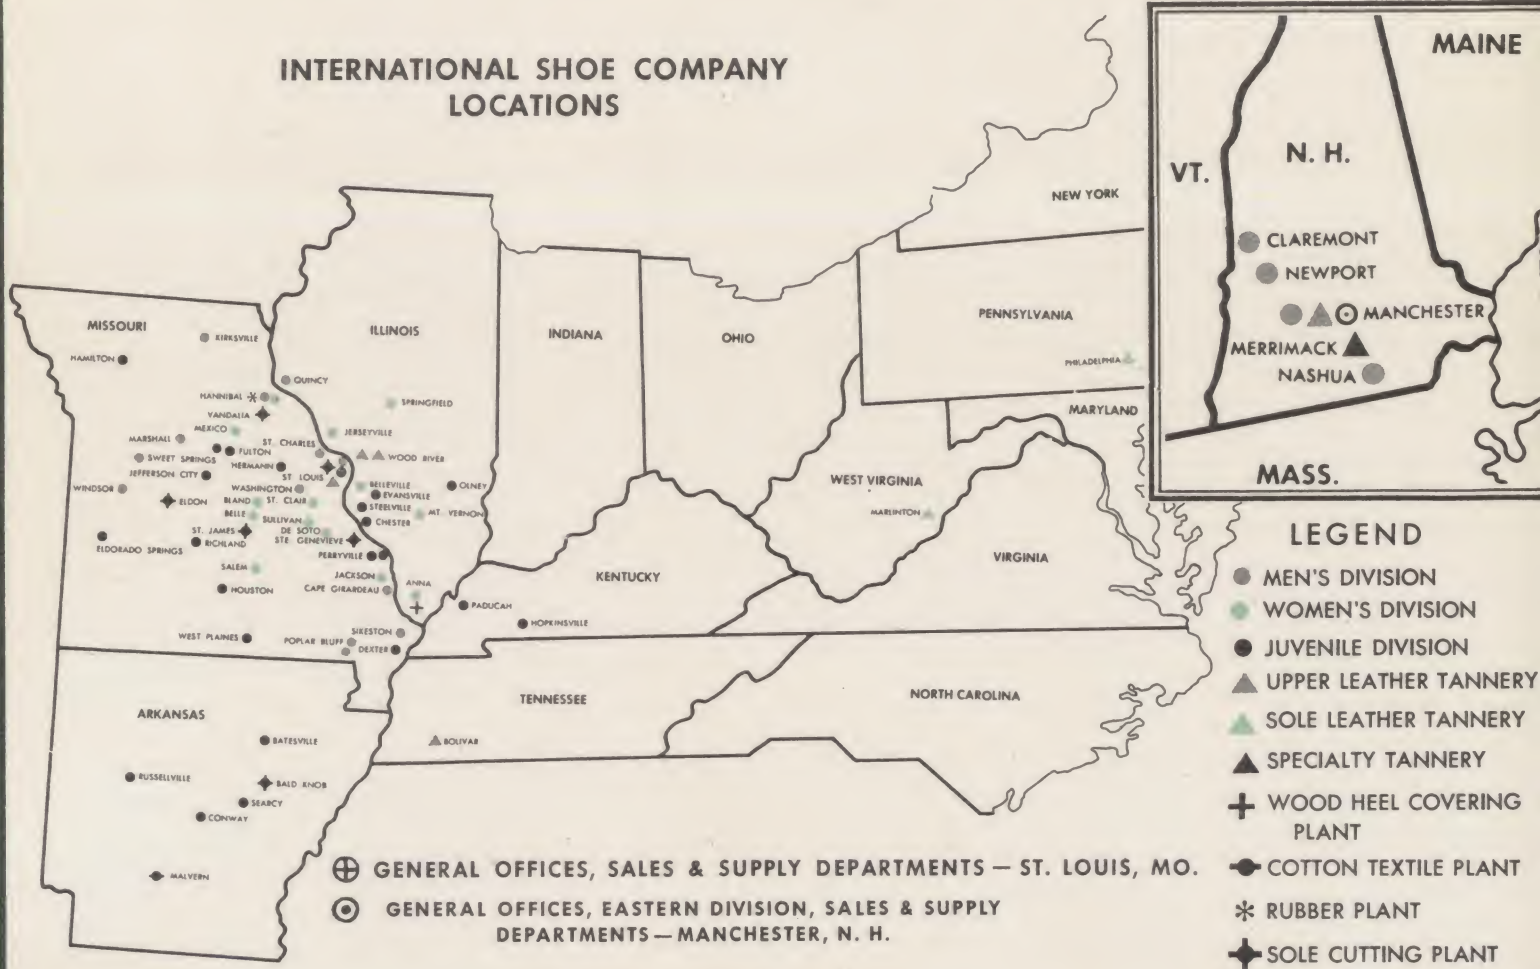 INTERNATIONAL SHOE COMPANY
LOCATIONS
MAINE
N. H.
VT.
CLAREMONT
NEWPORT
MANCHESTER
MERRIMACK
NASHUA
MASS.
NEW YORK
PENNSYLVANIA
PHILADELPHIA
MARYLAND
MISSOURI
ILLINOIS
INDIANA
OHIO
KIRKSVILLE
HAMILTON
QUINCY
HANNIBAL
SPRINGFIELD
VANDALIA
MEXICO
JERSEYVILLE
MARSHALL
ST. CHARLES
FULTON
SWEET SPRINGS
WOOD RIVER
HERMANN
JEFFERSON CITY
ST. LOUIS
WINDSOR
WASHINGTON
BELLEVILLE
OLNEY
ELDON
BLAND
ST. CLAIR
EVANSVILLE
BELLE
STEELVILLE
MT. VERNON
SULLIVAN
CHESTER
ST. JAMES
DE SOTO
STE. GENEVIEVE
RICHLAND
ELDORADO SPRINGS
PERRYVILLE
SALEM
JACKSON
ANNA
HOUSTON
CAPE GIRARDEAU
PADUCAH
HOPKINSVILLE
SIKESTON
WEST PLAINES
POPLAR BLUFF
DEXTER
WEST VIRGINIA
MARLINTON
VIRGINIA
KENTUCKY
TENNESSEE
NORTH CAROLINA
BOLIVAR
ARKANSAS
BATESVILLE
RUSSELLVILLE
BALD KNOB
SEARCY
CONWAY
MALVERN
LEGEND
MEN'S DIVISION
WOMEN'S DIVISION
JUVENILE DIVISION
UPPER LEATHER TANNERY
SOLE LEATHER TANNERY
SPECIALTY TANNERY
WOOD HEEL COVERING
PLANT
COTTON TEXTILE PLANT
RUBBER PLANT
SOLE CUTTING PLANT
GENERAL OFFICES, SALES & SUPPLY DEPARTMENTS — ST. LOUIS, MO.
GENERAL OFFICES, EASTERN DIVISION, SALES & SUPPLY
DEPARTMENTS — MANCHESTER, N. H.